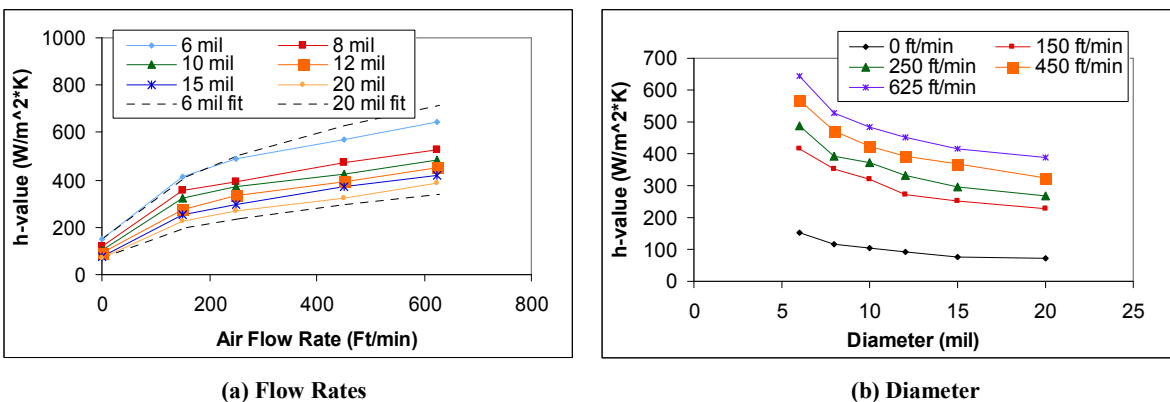 1000
800
600
400
200
0
6 mil
8 mil
10 mil
12 mil
15 mil
20 mil
6 mil fit
20 mil fit
h-value (W/m^2*K)
0 200 400 600 800
Air Flow Rate (Ft/min)
(a) Flow Rates
700
600
500
400
300
200
100
0
0 ft/min
150 ft/min
250 ft/min
450 ft/min
625 ft/min
h-value (W/m^2*K)
0 5 10 15 20 25
Diameter (mil)
(b) Diameter